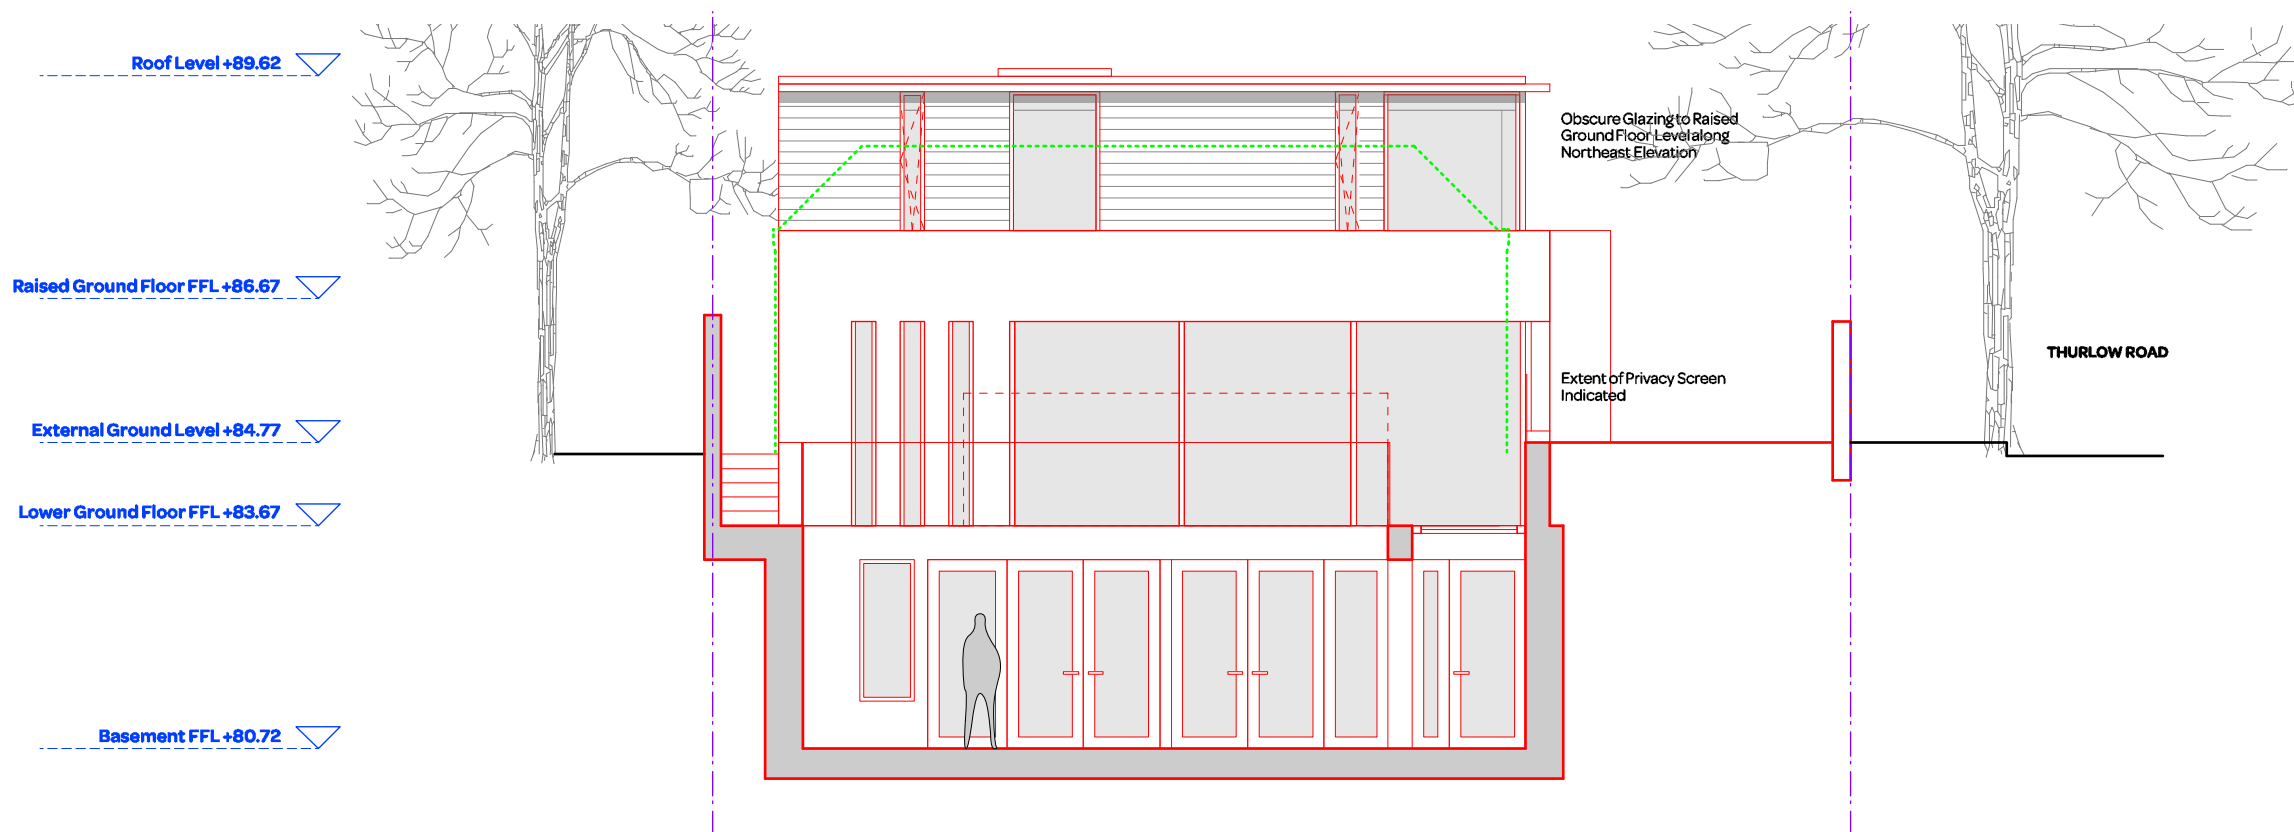 Roof Level +89.62
Obscure Glazing to Raised
Ground Floor Level along
Northeast Elevation
Raised Ground Floor FFL +86.67
THURLOW ROAD
Extent of Privacy Screen
Indicated
External Ground Level +84.77
Lower Ground Floor FFL +83.67
Basement FFL +80.72